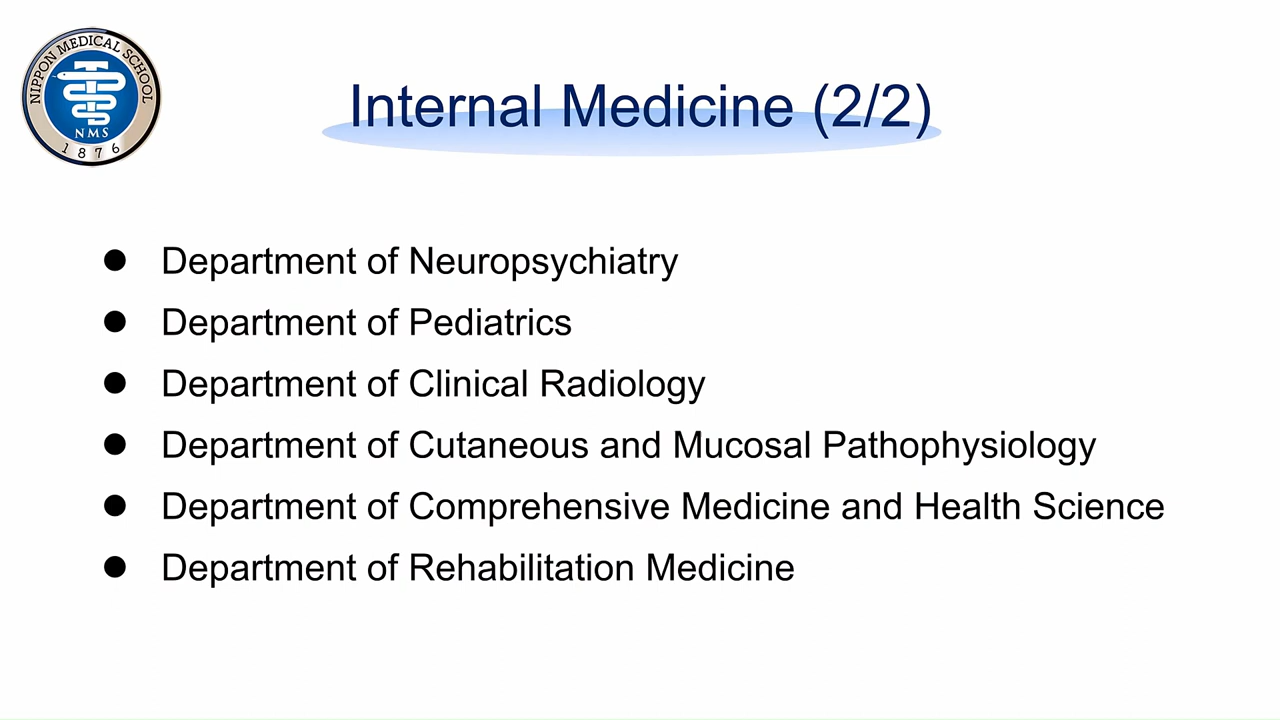 NIPPON MEDICAL SCHOOL
NMS
1876
Internal Medicine (2/2)
● Department of Neuropsychiatry
● Department of Pediatrics
● Department of Clinical Radiology
● Department of Cutaneous and Mucosal Pathophysiology
● Department of Comprehensive Medicine and Health Science
● Department of Rehabilitation Medicine